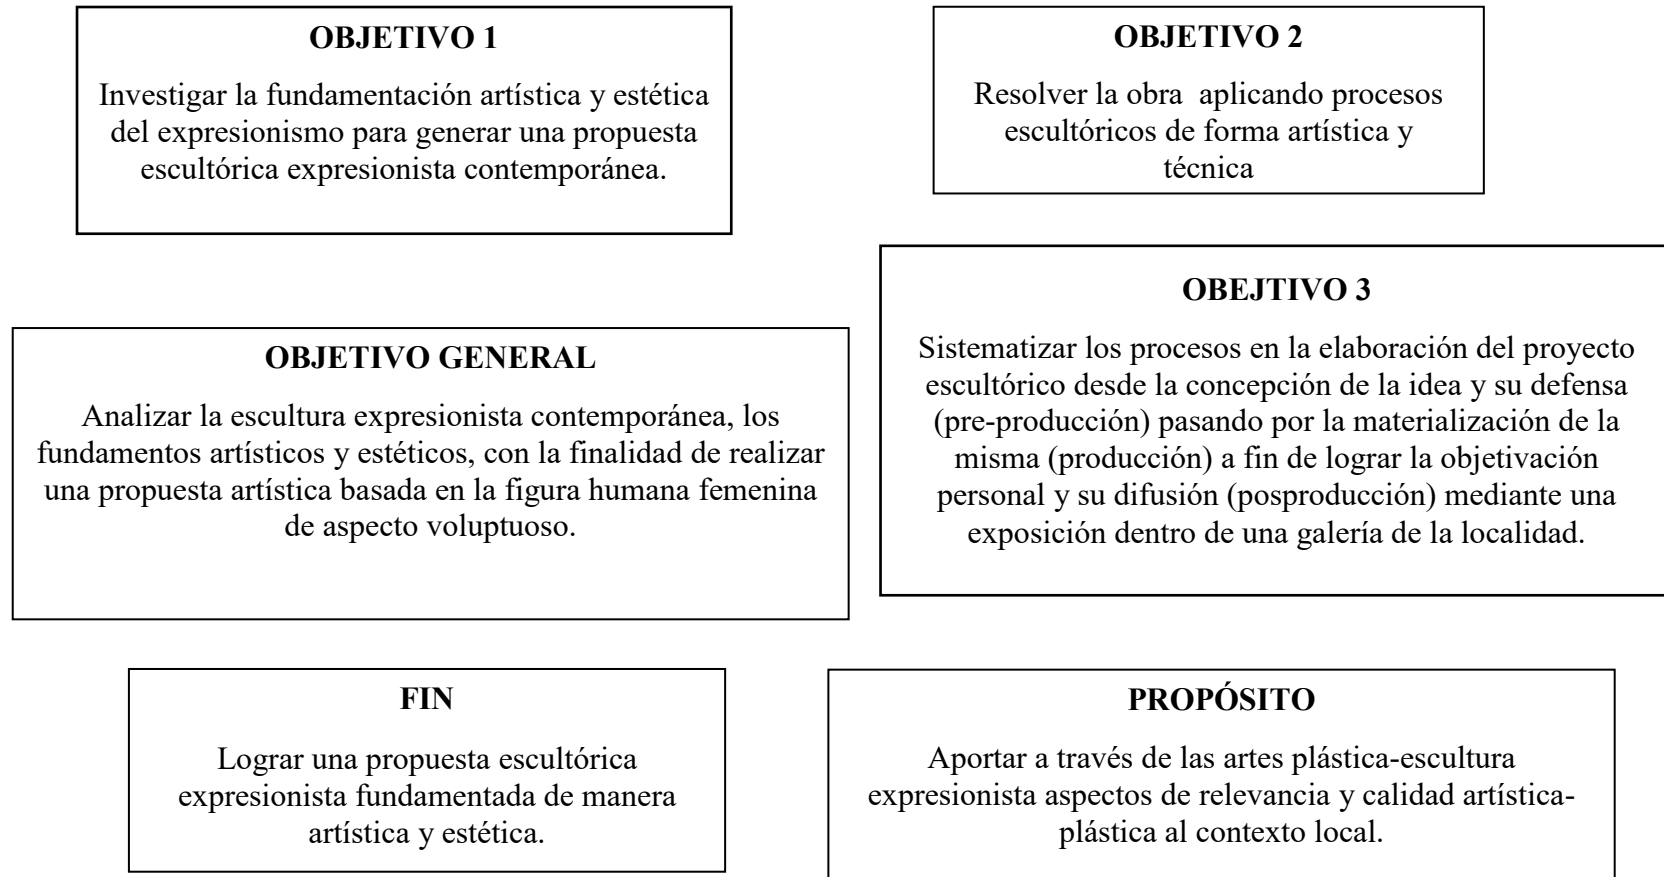 OBJETIVO 1
Investigar la fundamentación artística y estética
del expresionismo para generar una propuesta
escultórica expresionista contemporánea.
OBJETIVO 2
Resolver la obra  aplicando procesos
escultóricos de forma artística y
técnica
OBJETIVO GENERAL
Analizar la escultura expresionista contemporánea, los
fundamentos artísticos y estéticos, con la finalidad de realizar
una propuesta artística basada en la figura humana femenina
de aspecto voluptuoso.
OBEJTIVO 3
Sistematizar los procesos en la elaboración del proyecto
escultórico desde la concepción de la idea y su defensa
(pre-producción) pasando por la materialización de la
misma (producción) a fin de lograr la objetivación
personal y su difusión (posproducción) mediante una
exposición dentro de una galería de la localidad.
FIN
Lograr una propuesta escultórica
expresionista fundamentada de manera
artística y estética.
PROPÓSITO
Aportar a través de las artes plástica-escultura
expresionista aspectos de relevancia y calidad artística-
plástica al contexto local.